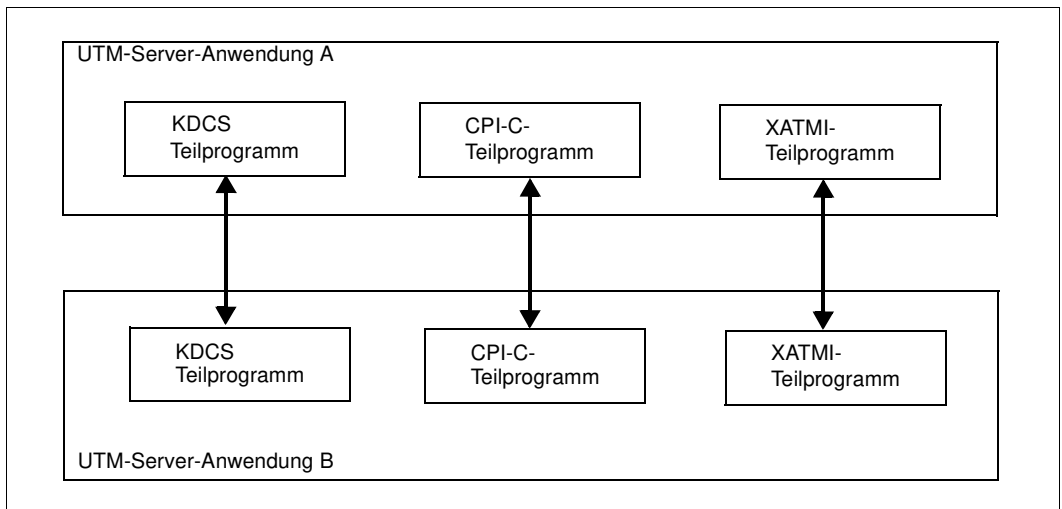 UTM-Server-Anwendung A
KDCS
Teilprogramm
CPI-C-
Teilprogramm
XATMI-
Teilprogramm
KDCS
Teilprogramm
CPI-C-
Teilprogramm
XATMI-
Teilprogramm
UTM-Server-Anwendung B